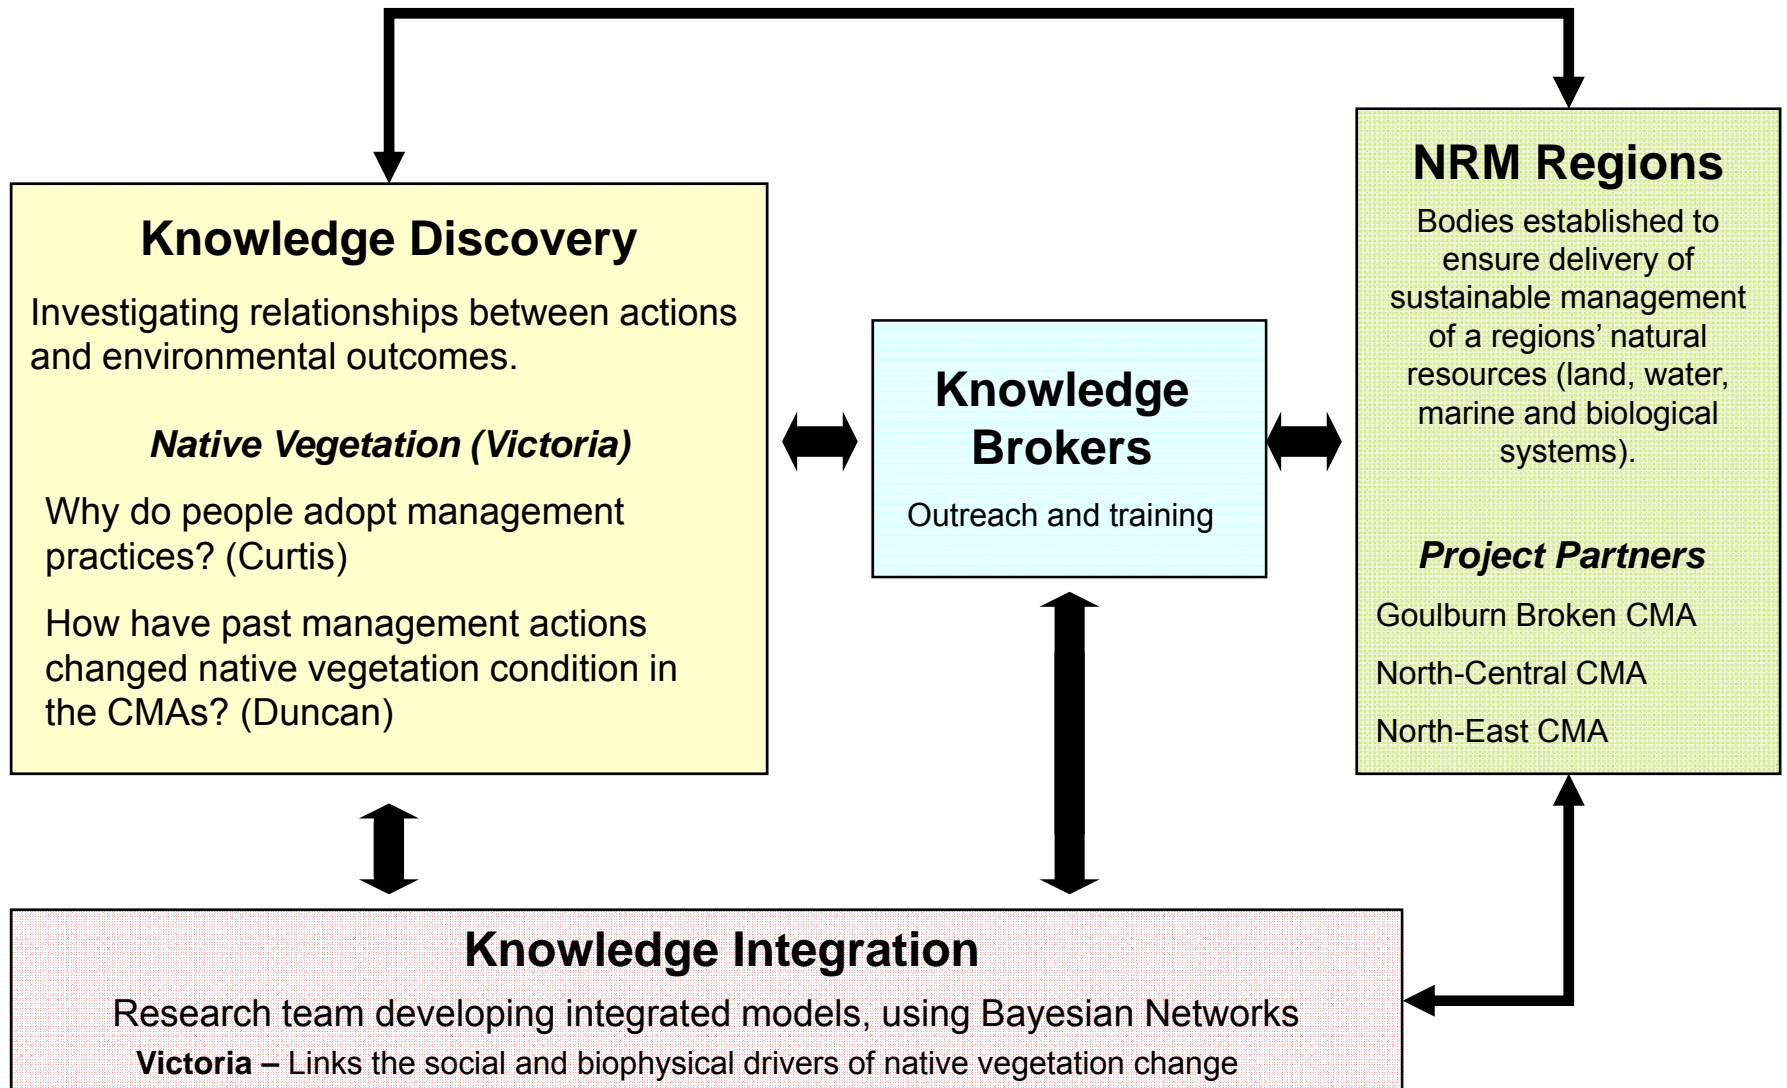 Knowledge Discovery
Investigating relationships between actions
and environmental outcomes.
Native Vegetation (Victoria)
Why do people adopt management
practices? (Curtis)
How have past management actions
changed native vegetation condition in
the CMAs? (Duncan)
Knowledge
Brokers
Outreach and training
NRM Regions
Bodies established to
ensure delivery of
sustainable management
of a regions’ natural
resources (land, water,
marine and biological
systems).
Project Partners
Goulburn Broken CMA
North-Central CMA
North-East CMA
Knowledge Integration
Research team developing integrated models, using Bayesian Networks
Victoria – Links the social and biophysical drivers of native vegetation change